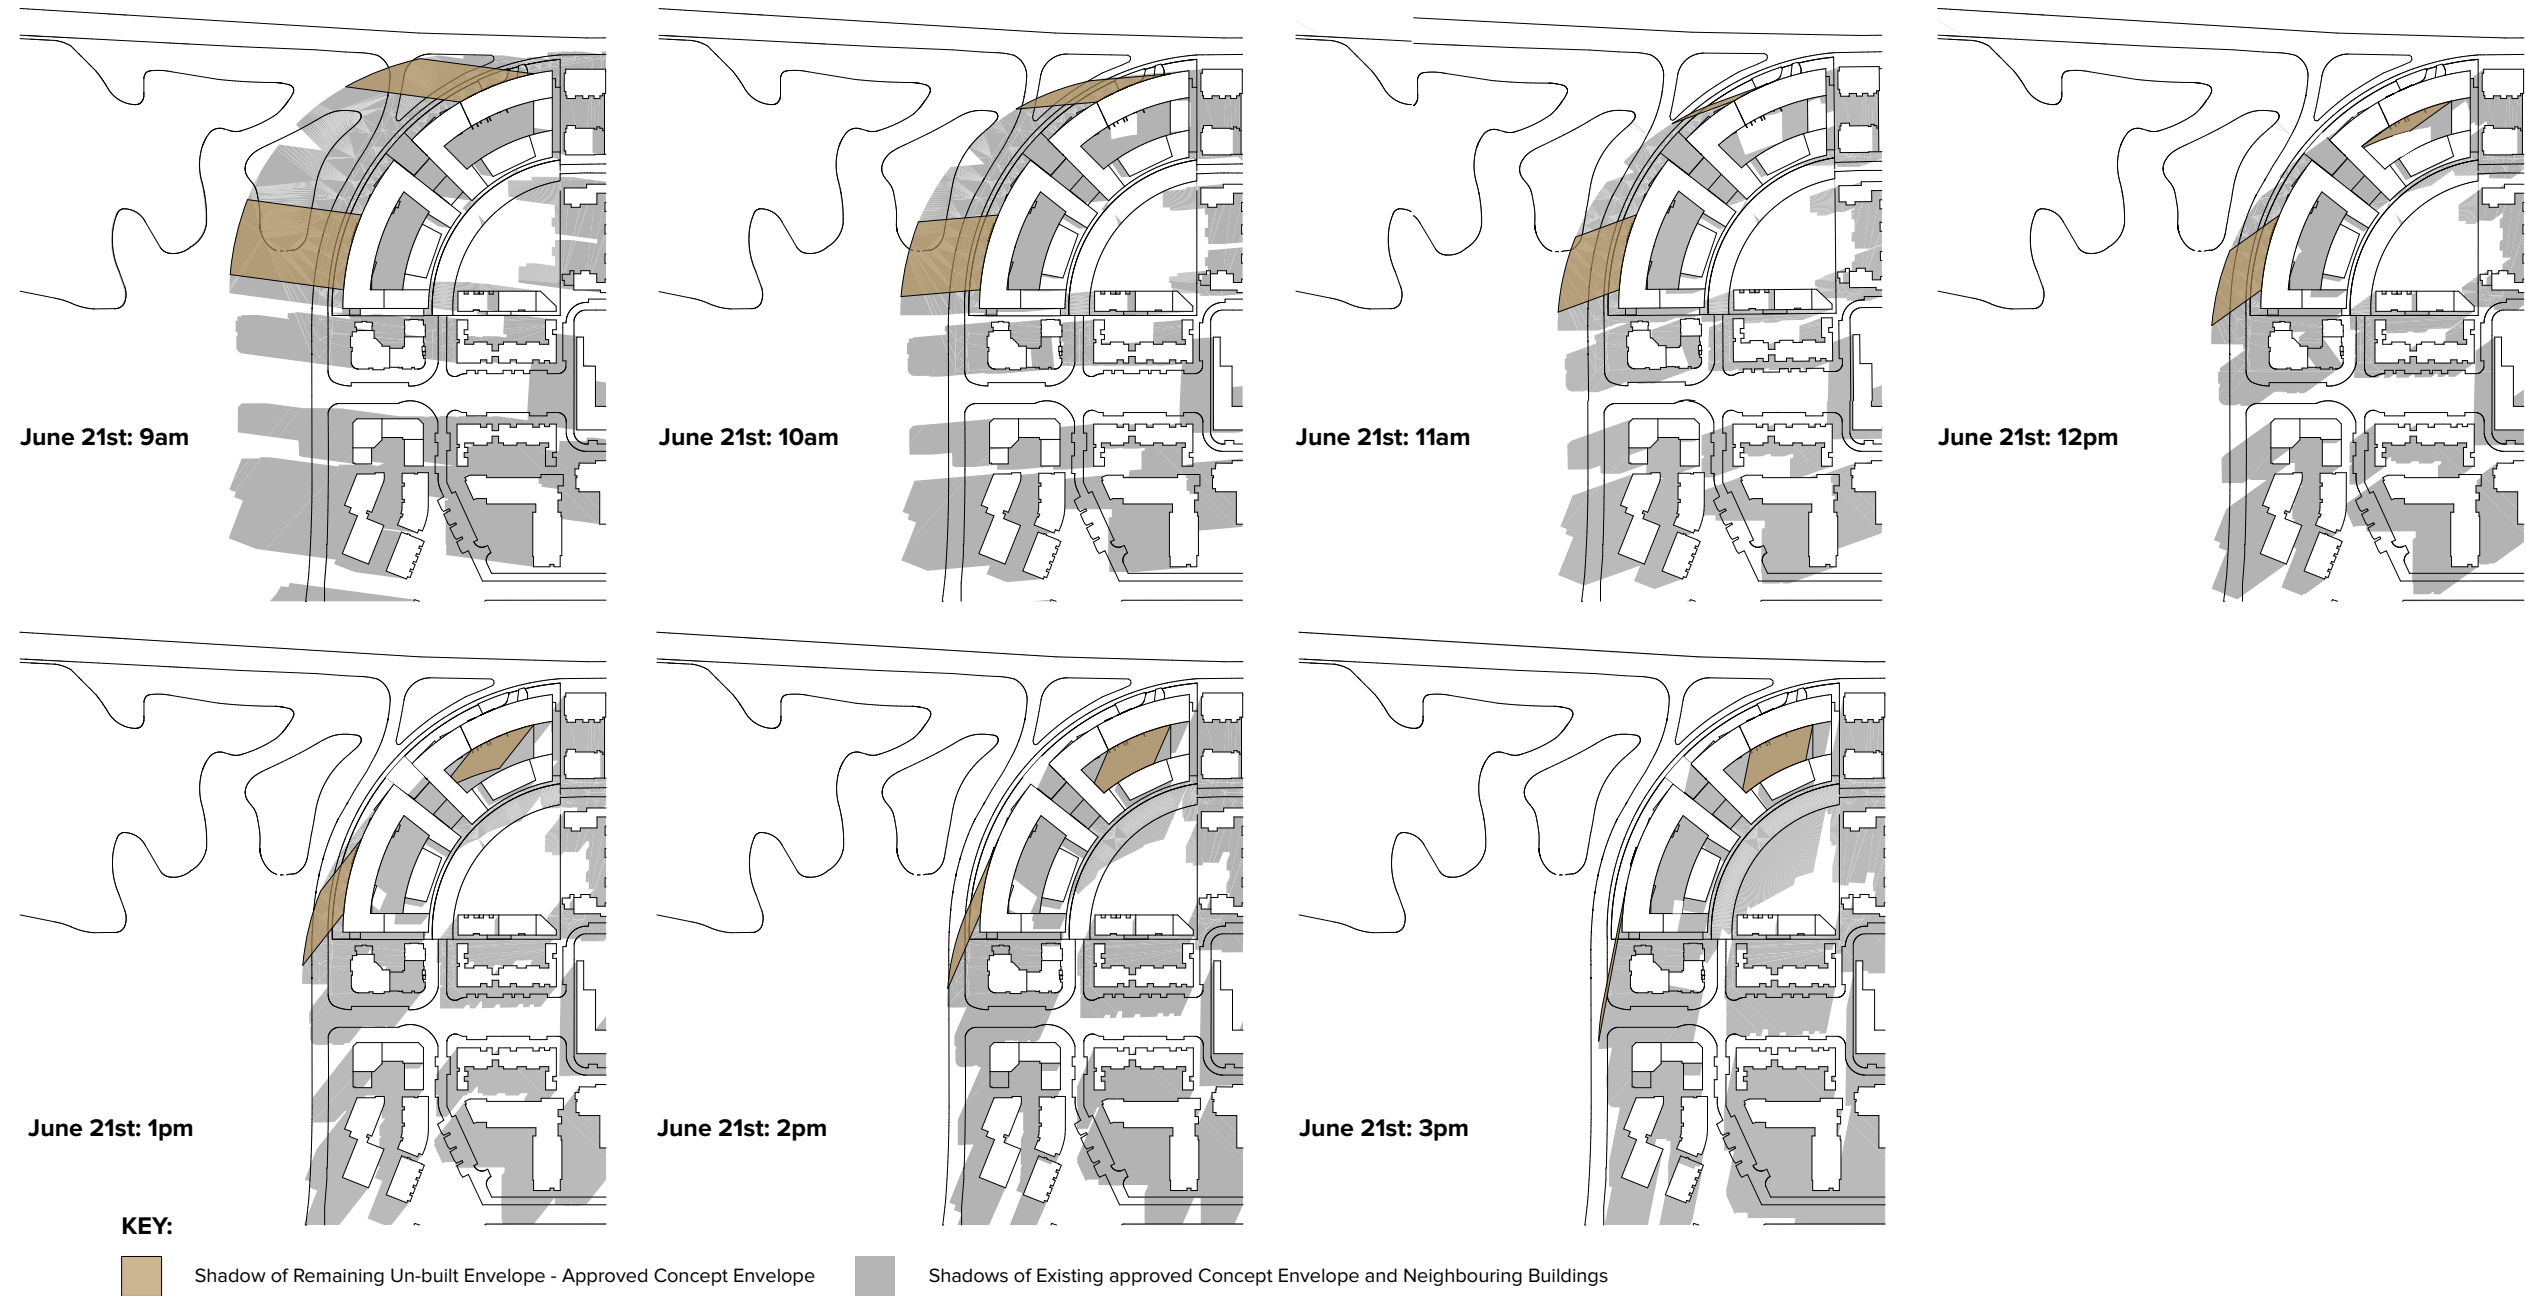 June 21st: 9am
June 21st: 10am
June 21st: 11am
June 21st: 12pm
June 21st: 1pm
June 21st: 2pm
June 21st: 3pm
KEY:
Shadow of Remaining Un-built Envelope - Approved Concept Envelope
Shadows of Existing approved Concept Envelope and Neighbouring Buildings